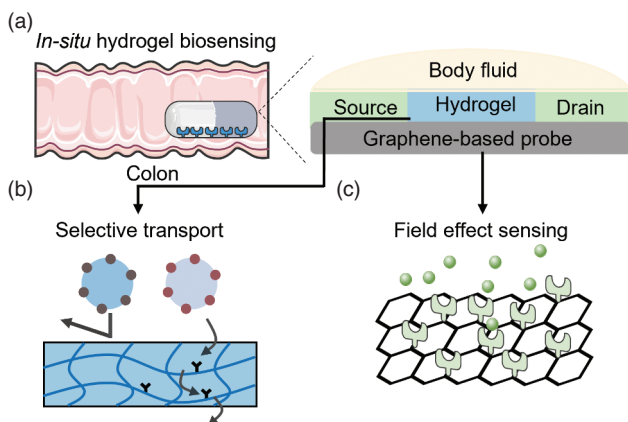 (a)
In-situ hydrogel biosensing
Body fluid
Source Hydrogel Drain
Graphene-based probe
Colon
(b)
(c)
Selective transport
Field effect sensing